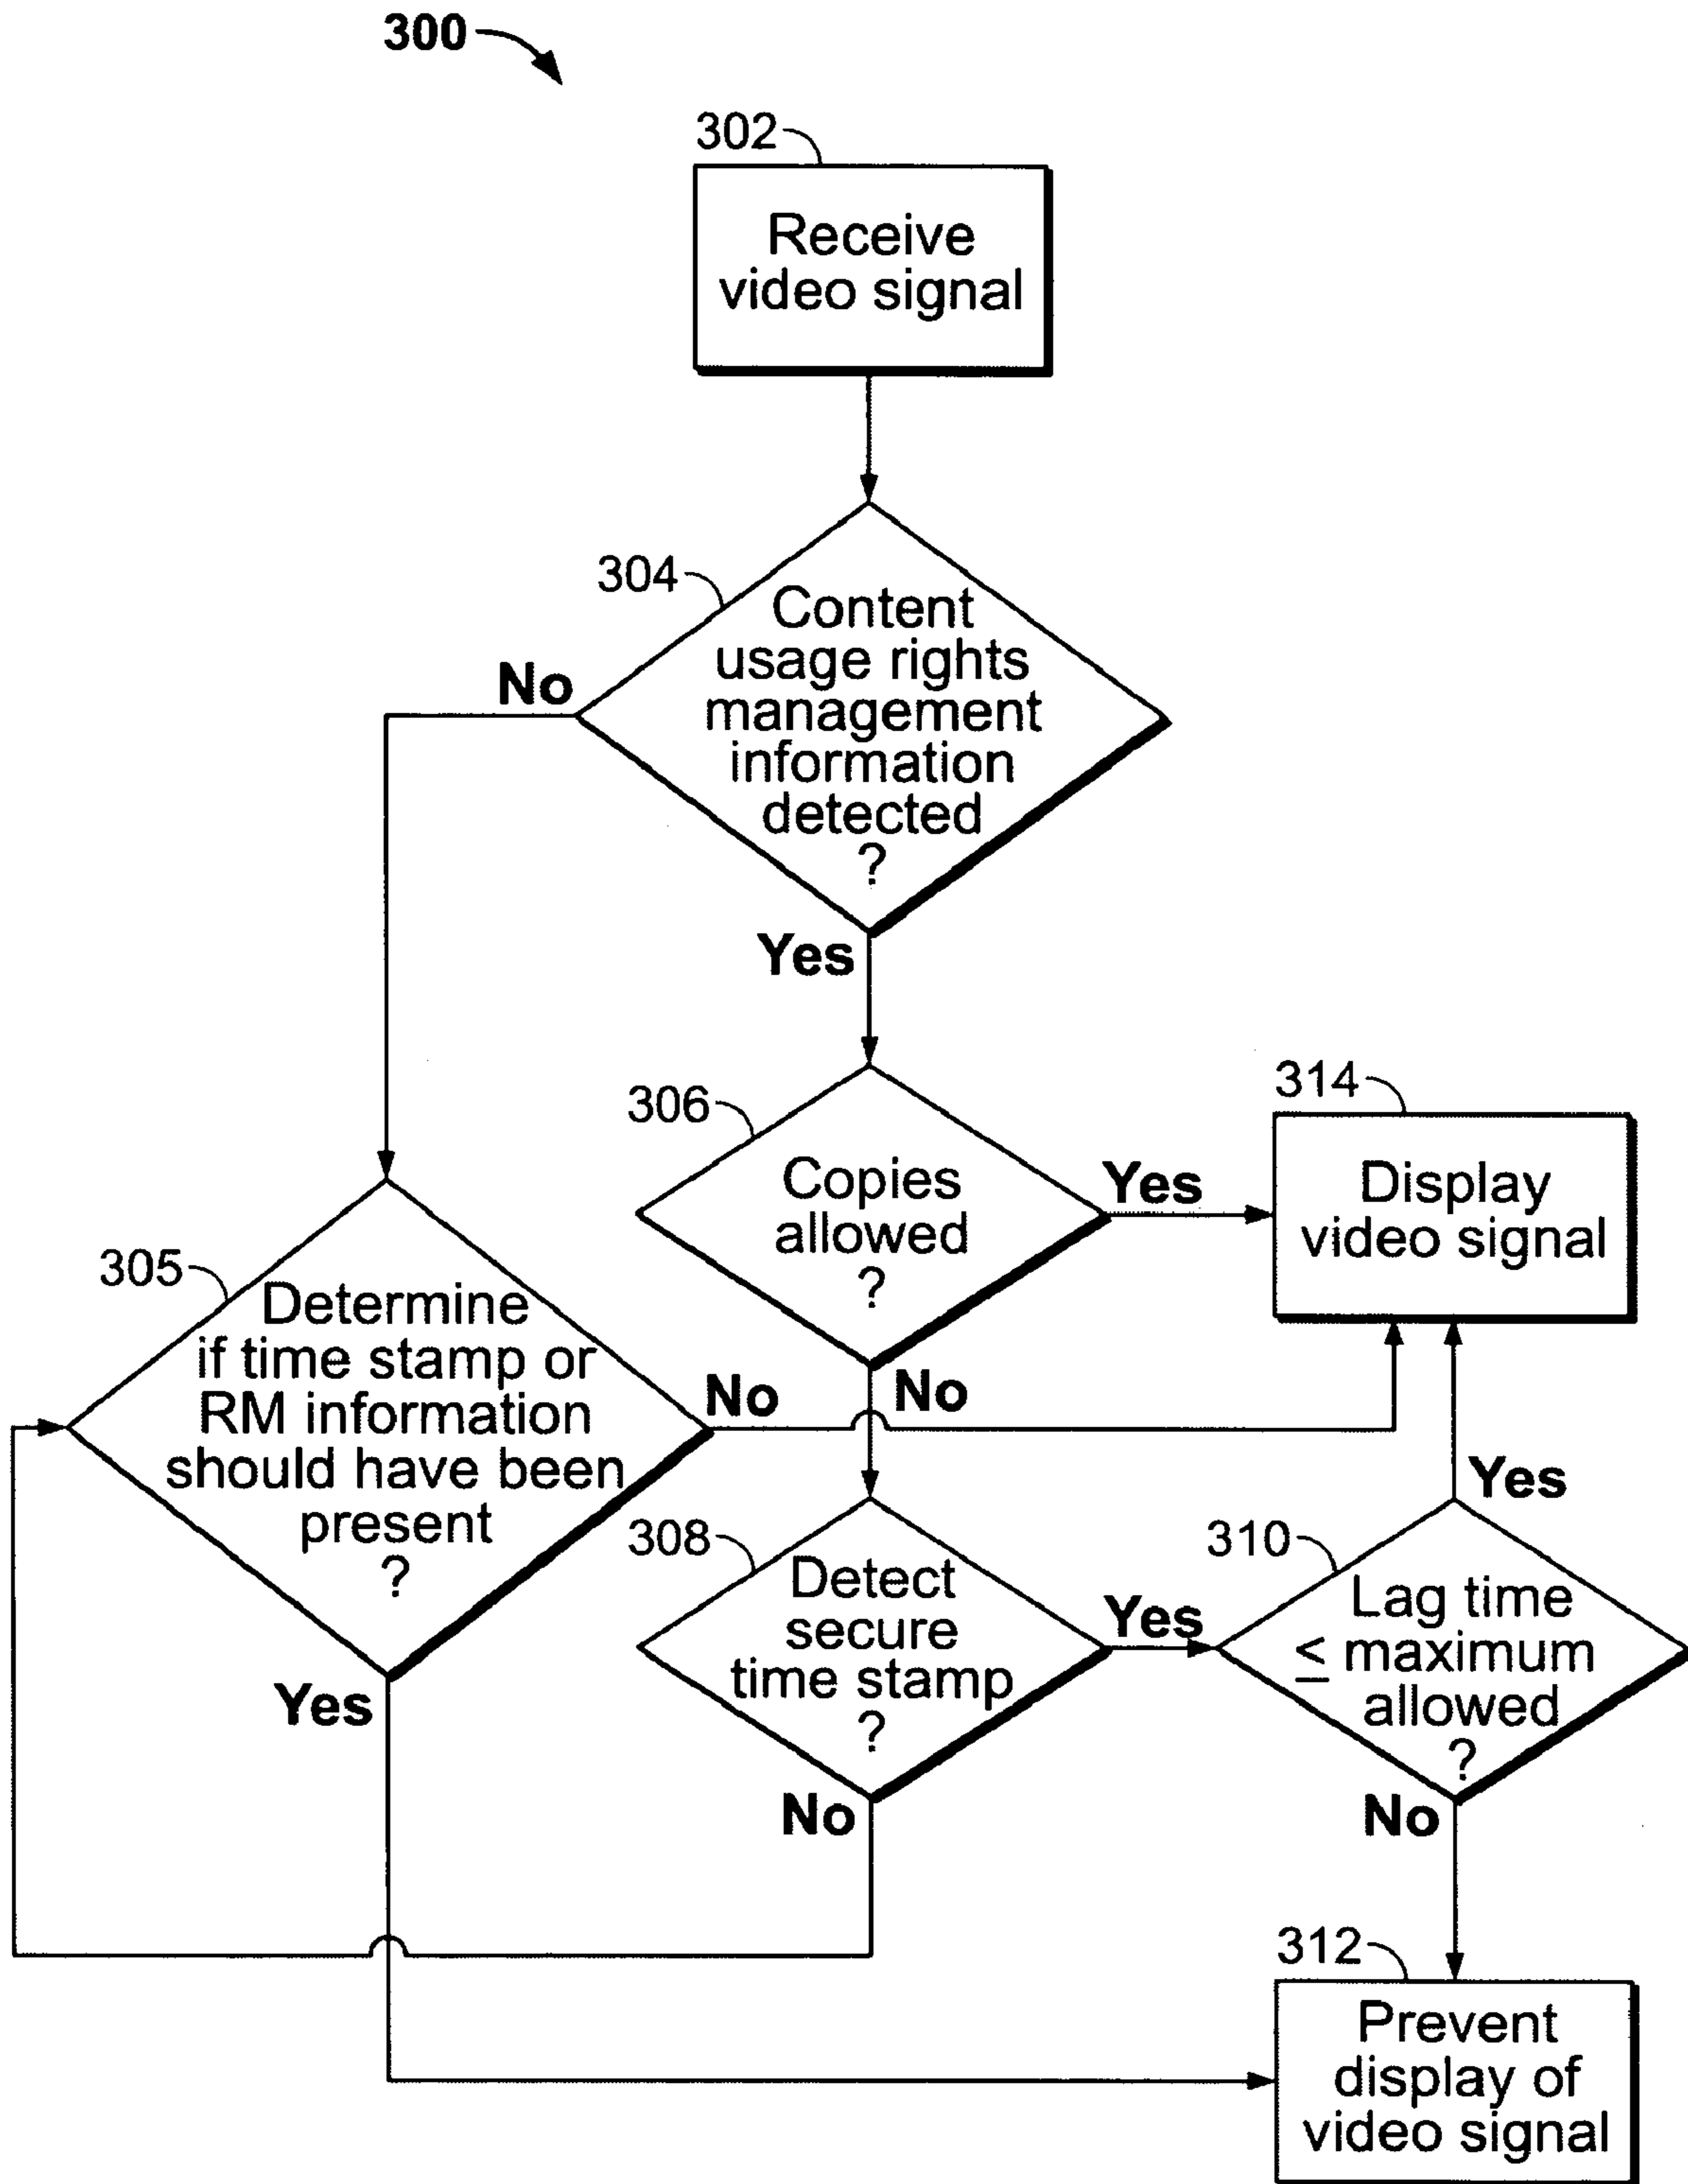 300
302
Receive
video signal
304
Content
usage rights
management
information
detected
?
No
Yes
306
Copies
allowed
?
Yes
No
314
Display
video signal
305
Determine
if time stamp or
RM information
should have been
present
?
No
Yes
308
Detect
secure
time stamp
?
Yes
No
310
Lag time
≤ maximum
allowed
?
Yes
No
312
Prevent
display of
video signal